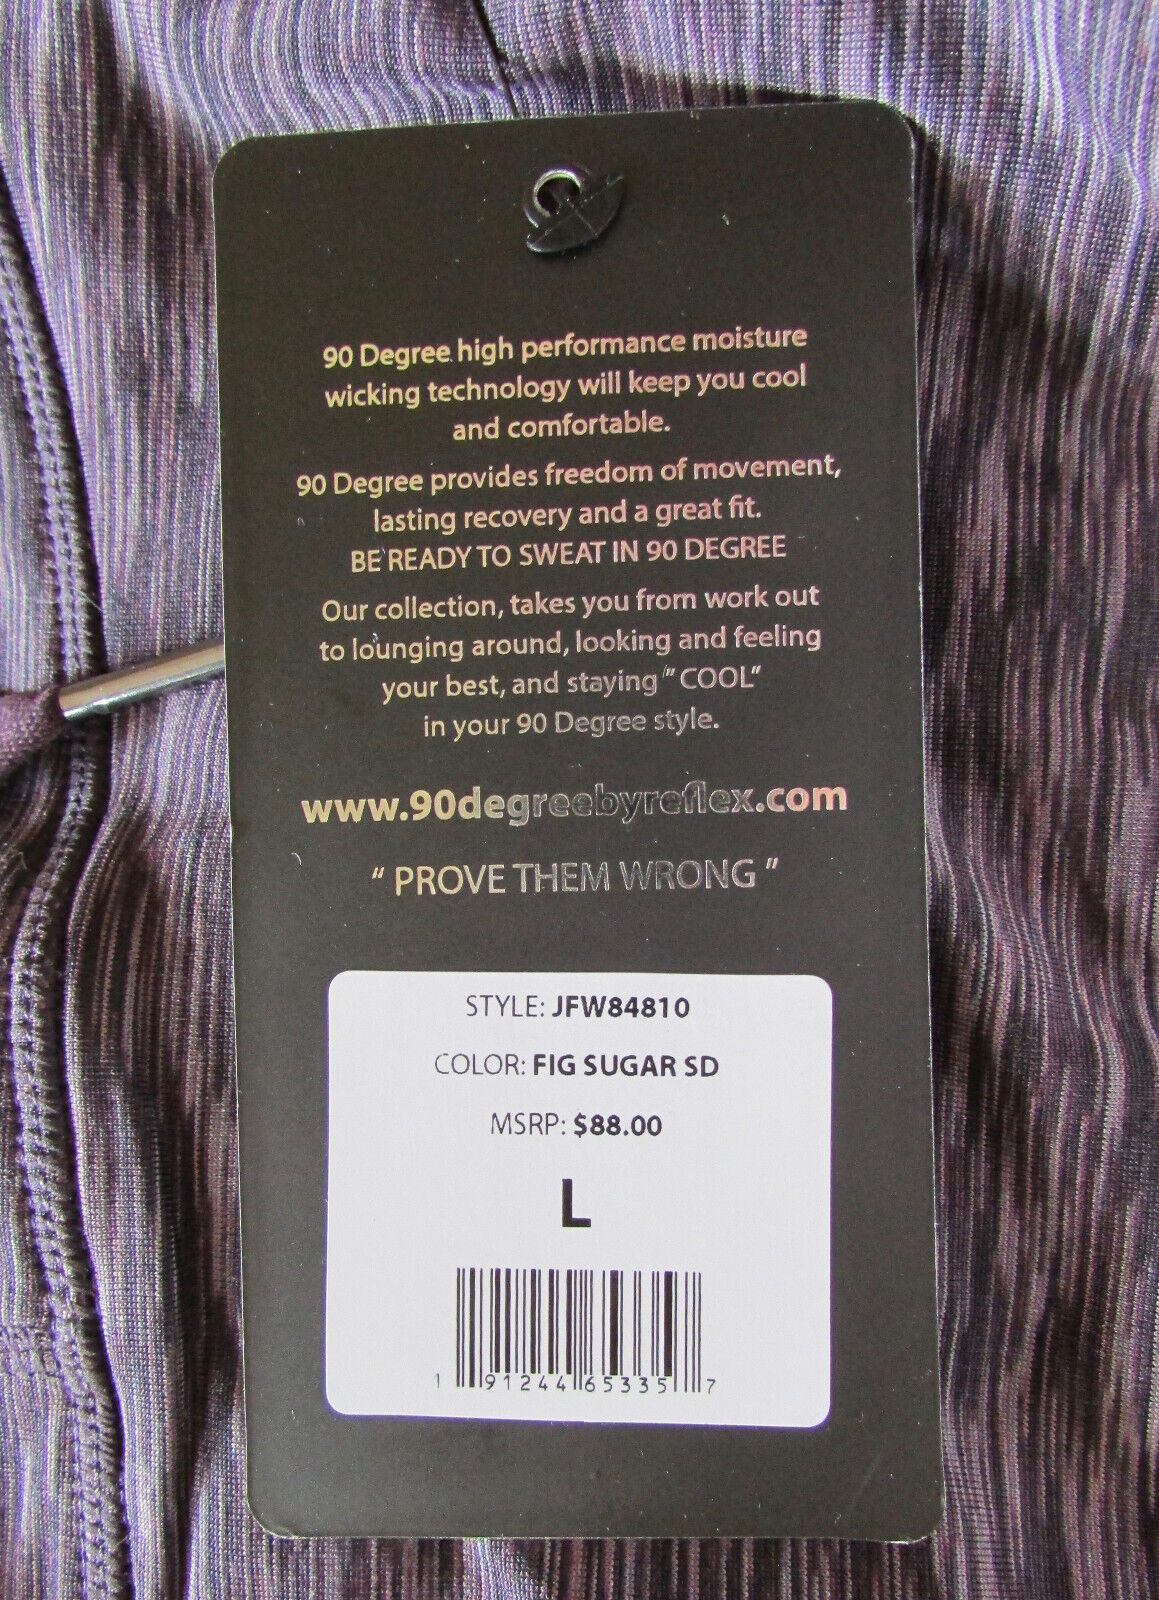 90 Degree high performance moisture
wicking technology will keep you cool
and comfortable.
90 Degree provides freedom of movement,
lasting recovery and a great fit.
BE READY TO SWEAT IN 90 DEGREE
Our collection, takes you from work out
to lounging around, looking and feeling
your best, and staying "COOL"
in your 90 Degree style.
www.90degreebyreflex.com
" PROVE THEM WRONG "
STYLE: JFW84810
COLOR: FIG SUGAR SD
MSRP: $88.00
L
1 91244 65335 7